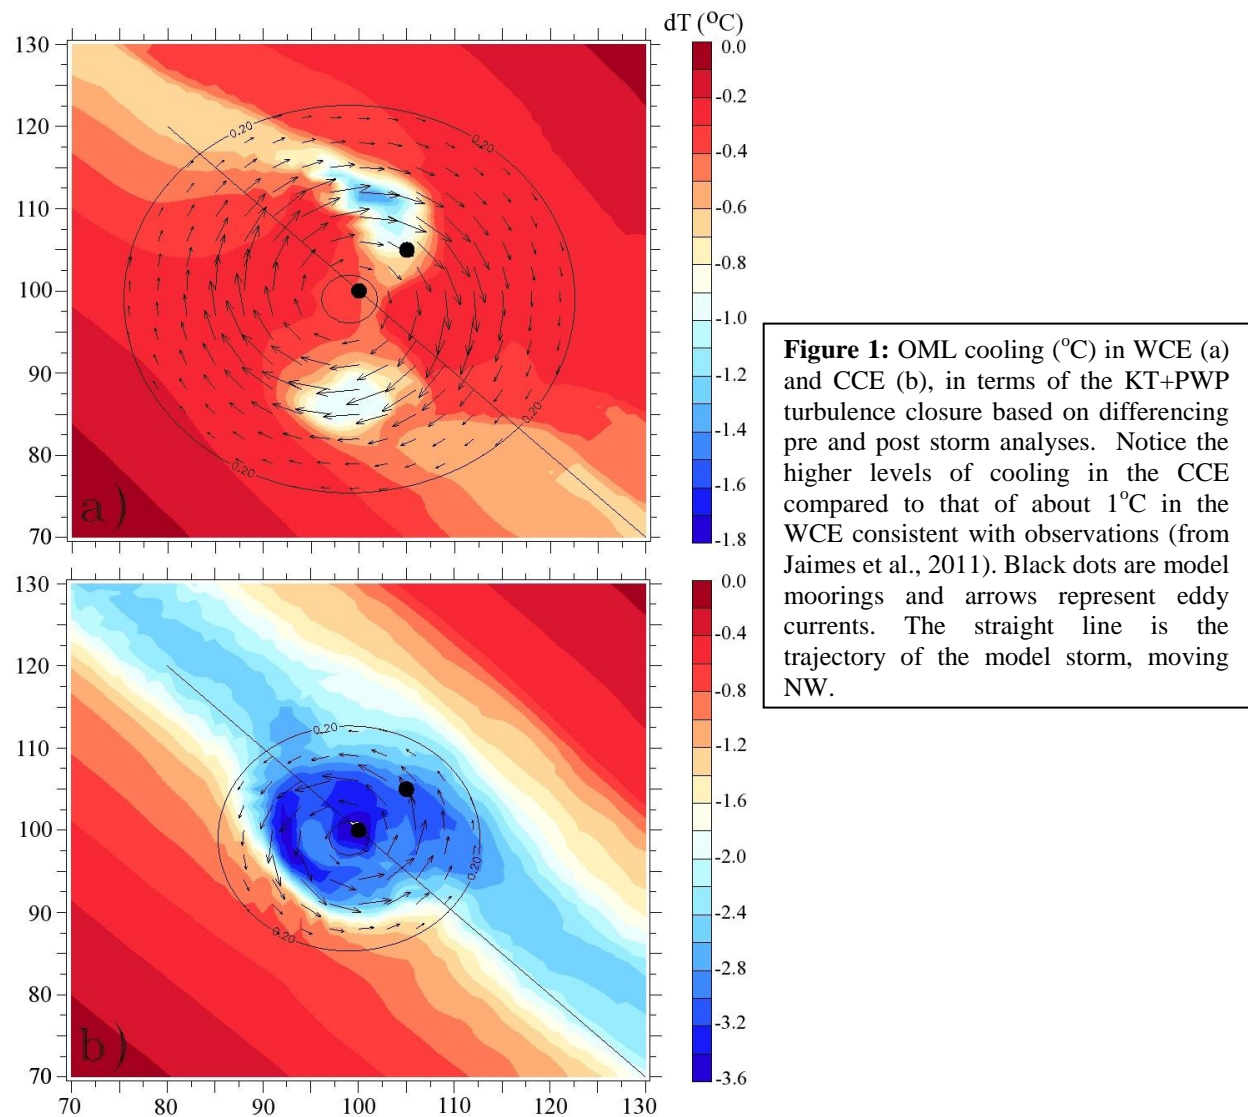 dT (°C)
130
120
110
100
90
80
70
0.20
0.20
0.20
0.20
a)
0.0
-0.2
-0.4
-0.6
-0.8
-1.0
-1.2
-1.4
-1.6
-1.8
Figure 1: OML cooling (°C) in WCE (a)
and CCE (b), in terms of the KT+PWP
turbulence closure based on differencing
pre and post storm analyses. Notice the
higher levels of cooling in the CCE
compared to that of about 1°C in the
WCE consistent with observations (from
Jaimes et al., 2011). Black dots are model
moorings and arrows represent eddy
currents. The straight line is the
trajectory of the model storm, moving
NW.
130
120
110
100
90
80
70
0.20
0.20
0.20
b)
0.0
-0.4
-0.8
-1.2
-1.6
-2.0
-2.4
-2.8
-3.2
-3.6
70 80 90 100 110 120 130